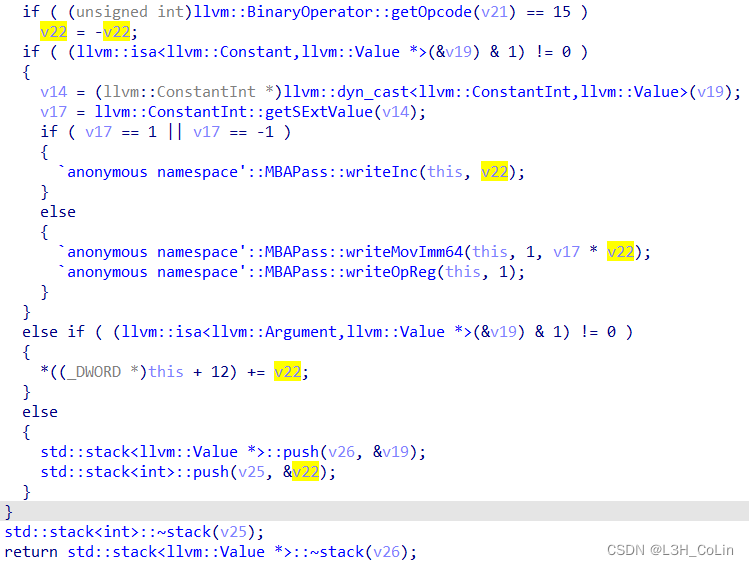 if ( (unsigned int)llvm::BinaryOperator::getOpcode(v21) == 15 )
v22 = -v22;
if ( (llvm::isa<llvm::Constant,llvm::Value *>(&v19) & 1) != 0 )
{
v14 = (llvm::ConstantInt *)llvm::dyn_cast<llvm::ConstantInt,llvm::Value>(v19);
v17 = llvm::ConstantInt::getSExtValue(v14);
if ( v17 == 1 || v17 == -1 )
{
`anonymous namespace'::MBAPass::writeInc(this, v22);
}
else
{
`anonymous namespace'::MBAPass::writeMovImm64(this, 1, v17 * v22);
`anonymous namespace'::MBAPass::writeOpReg(this, 1);
}
}
else if ( (llvm::isa<llvm::Argument,llvm::Value *>(&v19) & 1) != 0 )
{
*((_DWORD *)this + 12) += v22;
}
else
{
std::stack<llvm::Value *>::push(v26, &v19);
std::stack<int>::push(v25, &v22);
}
}
std::stack<int>::~stack(v25);
return std::stack<llvm::Value *>::~stack(v26);
CSDN @L3H_CoLin